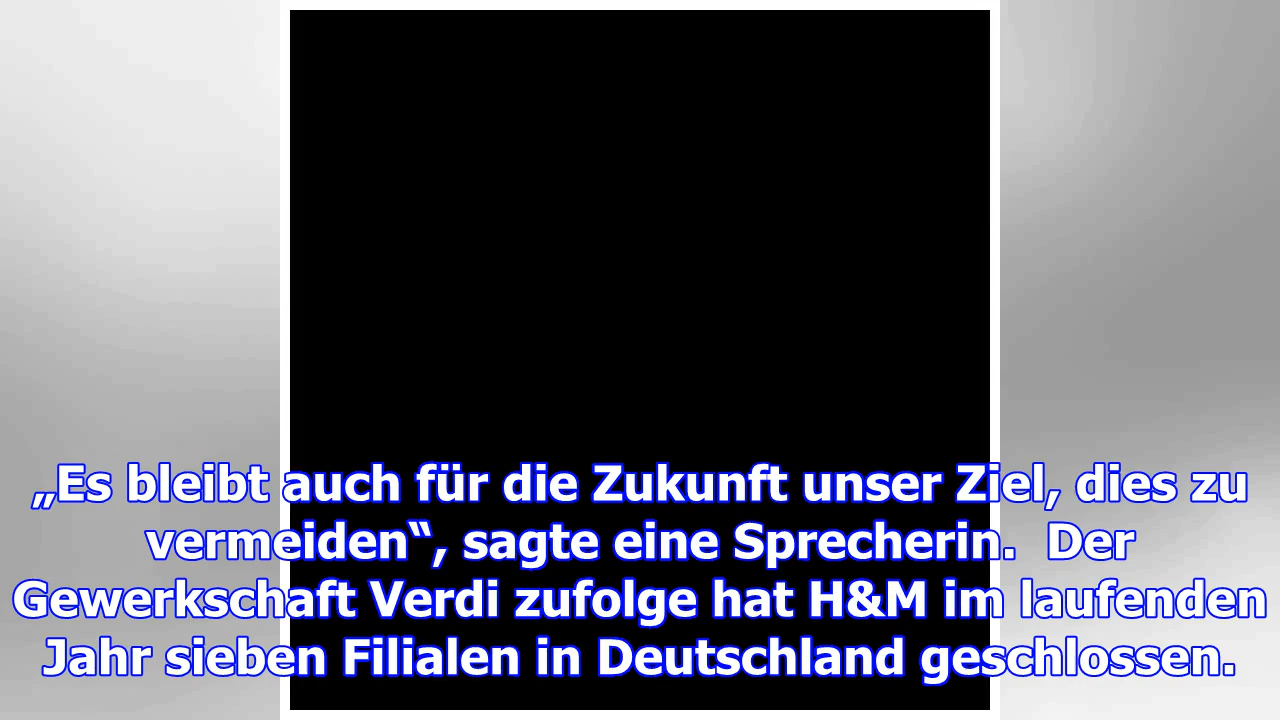 „Es bleibt auch für die Zukunft unser Ziel, dies zu
vermeiden“, sagte eine Sprecherin.  Der
Gewerkschaft Verdi zufolge hat H&M im laufenden
Jahr sieben Filialen in Deutschland geschlossen.